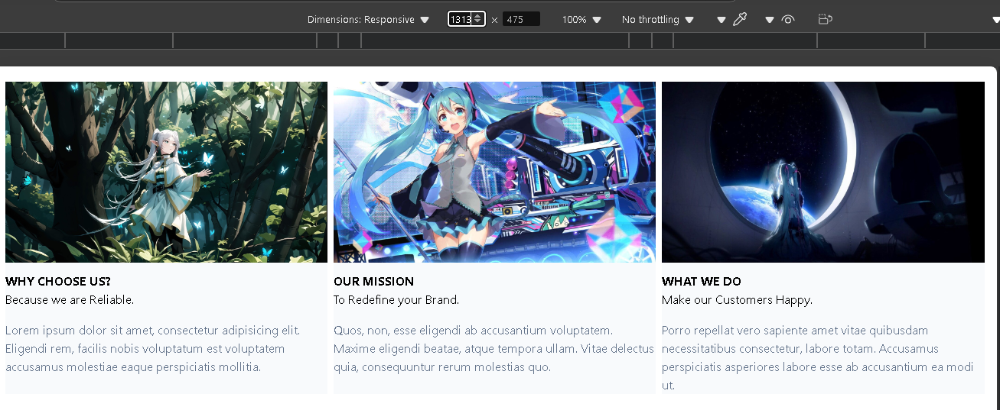 Dimensions: Responsive 1313 × 475 100% No throttling
WHY CHOOSE US?
Because we are Reliable.
Lorem ipsum dolor sit amet, consectetur adipisicing elit.
Eligendi rem, facilis nobis voluptatum est voluptatem
accusamus molestiae eaque perspiciatis mollitia.
OUR MISSION
To Redefine your Brand.
Quos, non, esse eligendi ab accusantium voluptatem.
Maxime eligendi beatae, atque tempora ullam. Vitae delectus
quia, consequuntur rerum molestias quo.
WHAT WE DO
Make our Customers Happy.
Porro repellat vero sapiente amet vitae quibusdam
necessitatibus consectetur, labore totam. Accusamus
perspiciatis asperiores labore esse ab accusantium ea modi
ut.